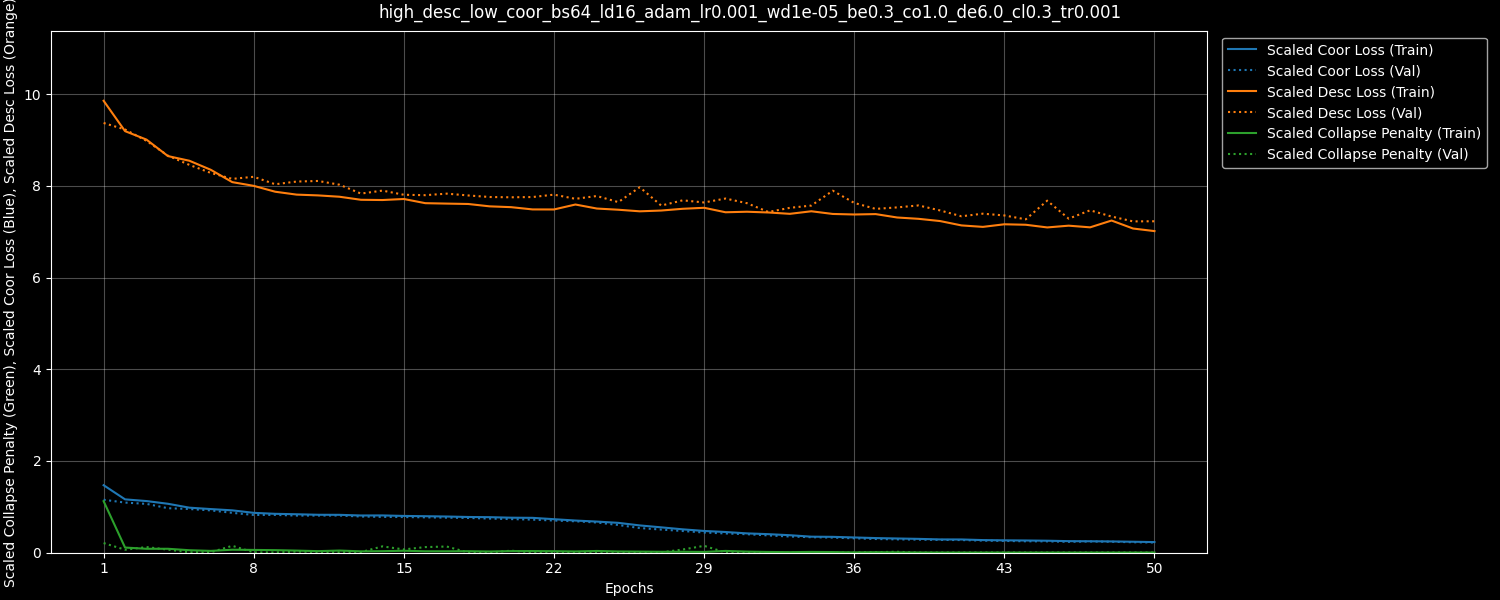 high_desc_low_coor_bs64_ld16_adam_lr0.001_wd1e-05_be0.3_co1.0_de6.0_cl0.3_tr0.001
Scaled Collapse Penalty (Green), Scaled Coor Loss (Blue), Scaled Desc Loss (Orange)
10
8
6
4
2
0
1 8 15 22 29 36 43 50
Epochs
Scaled Coor Loss (Train)
Scaled Coor Loss (Val)
Scaled Desc Loss (Train)
Scaled Desc Loss (Val)
Scaled Collapse Penalty (Train)
Scaled Collapse Penalty (Val)